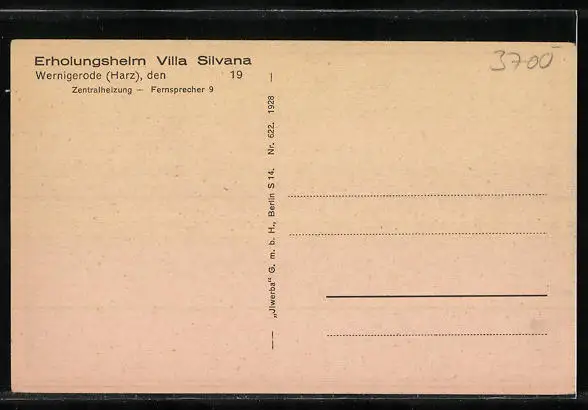 Erholungsheim Villa Silvana
Wernigerode (Harz), den 19
Zentralheizung — Fernsprecher 9
„Jlwerba“ G. m. b. H., Berlin S 14. Nr. 622. 1928
3700